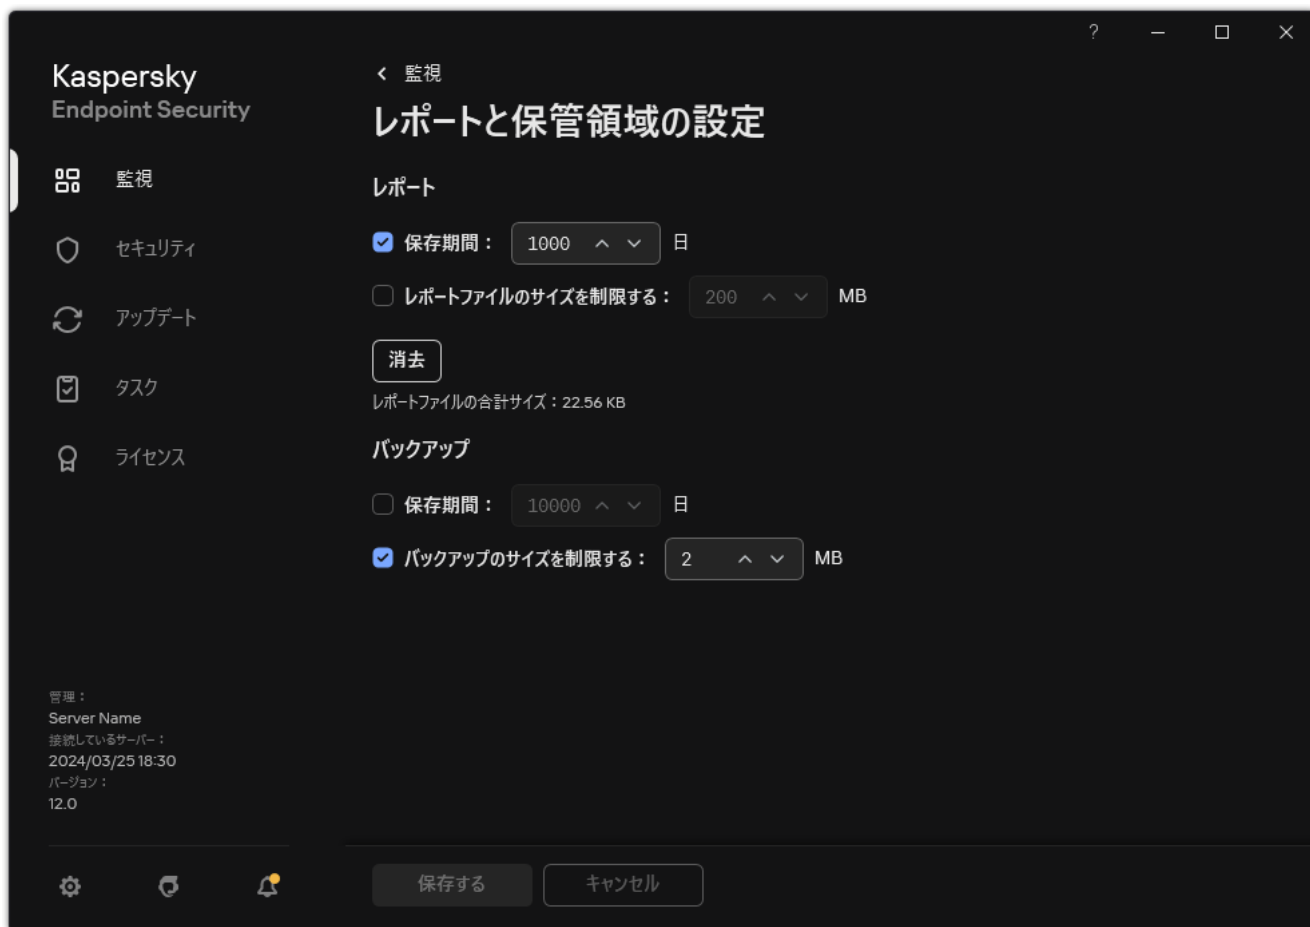 ?
Kaspersky
Endpoint Security
監視
セキュリティ
アップデート
タスク
ライセンス
管理：
Server Name
接続しているサーバー：
2024/03/25 18:30
バージョン：
12.0
監視
レポートと保管領域の設定
レポート
保存期間： 1000 日
レポートファイルのサイズを制限する： 200 MB
消去
レポートファイルの合計サイズ：22.56 KB
バックアップ
保存期間： 10000 日
バックアップのサイズを制限する： 2 MB
保存する キャンセル